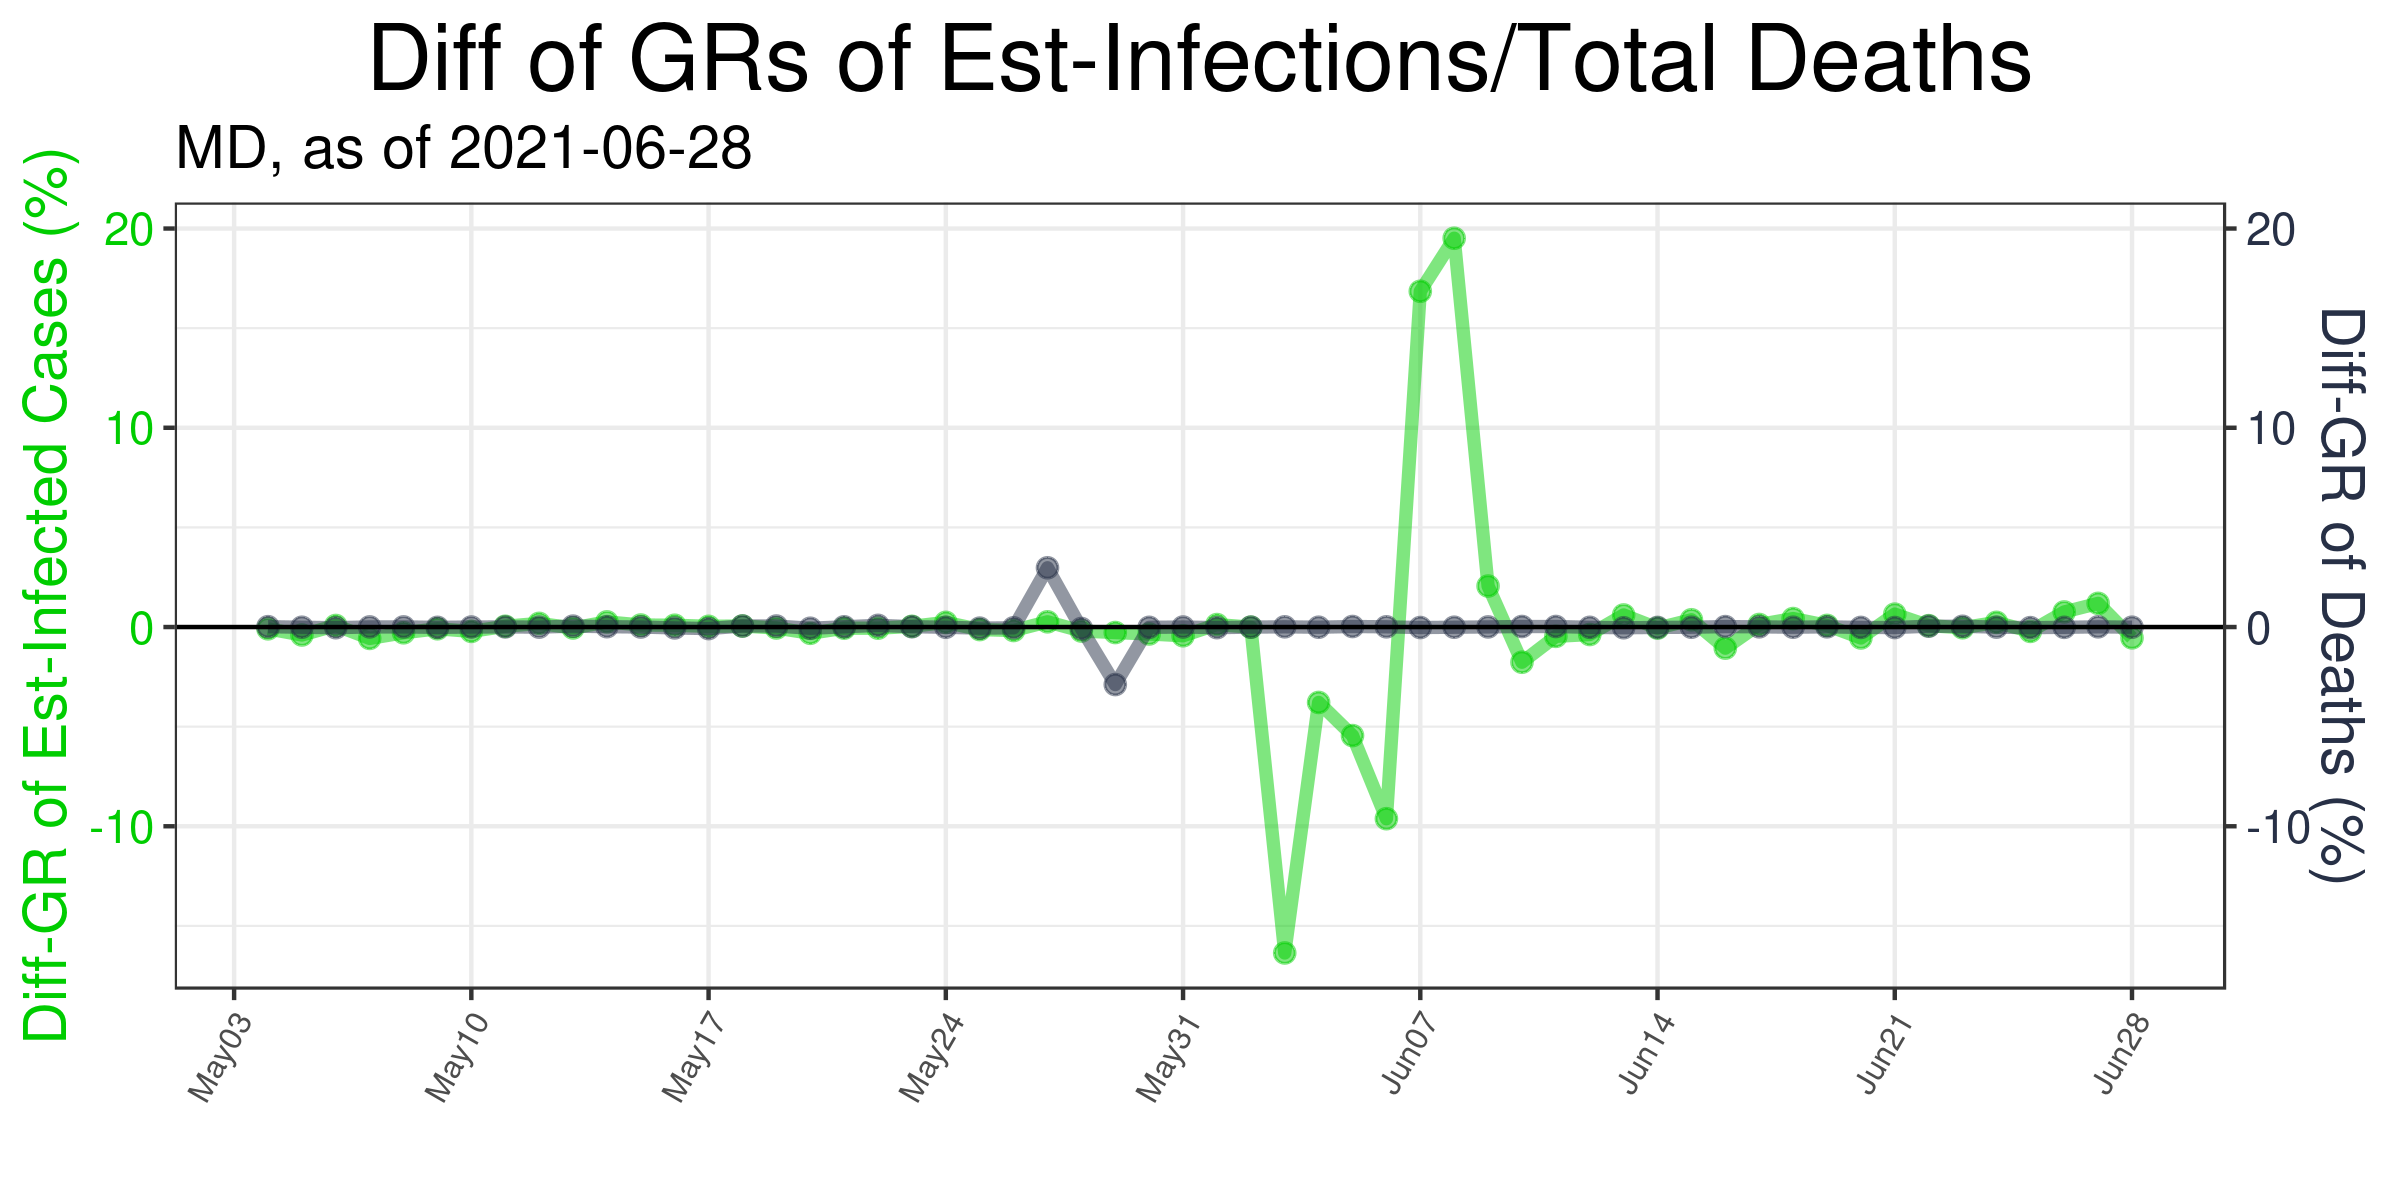 Diff of GRs of Est-Infections/Total Deaths
MD, as of 2021-06-28
Diff-GR of Est-Infected Cases (%)
20
10
0
-10
20
10
0
-10
Diff-GR of Deaths (%)
May03
May10
May17
May24
May31
Jun07
Jun14
Jun21
Jun28